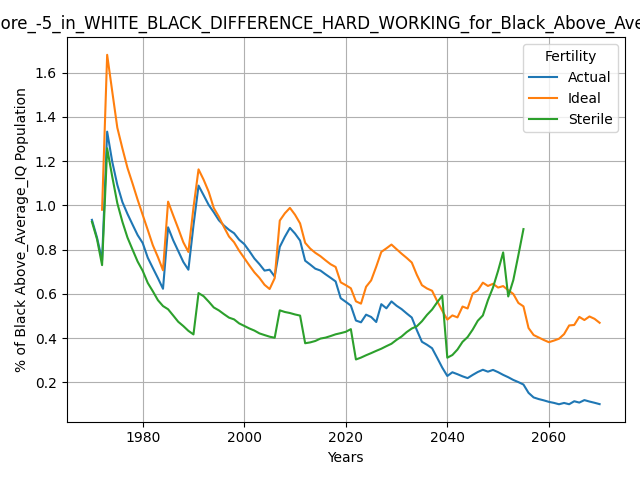 ore_-5_in_WHITE_BLACK_DIFFERENCE_HARD_WORKING_for_Black_Above_Ave
Fertility
Actual
Ideal
Sterile
% of Black Above_Average_IQ Population
1.6
1.4
1.2
1.0
0.8
0.6
0.4
0.2
1980
2000
2020
2040
2060
Years